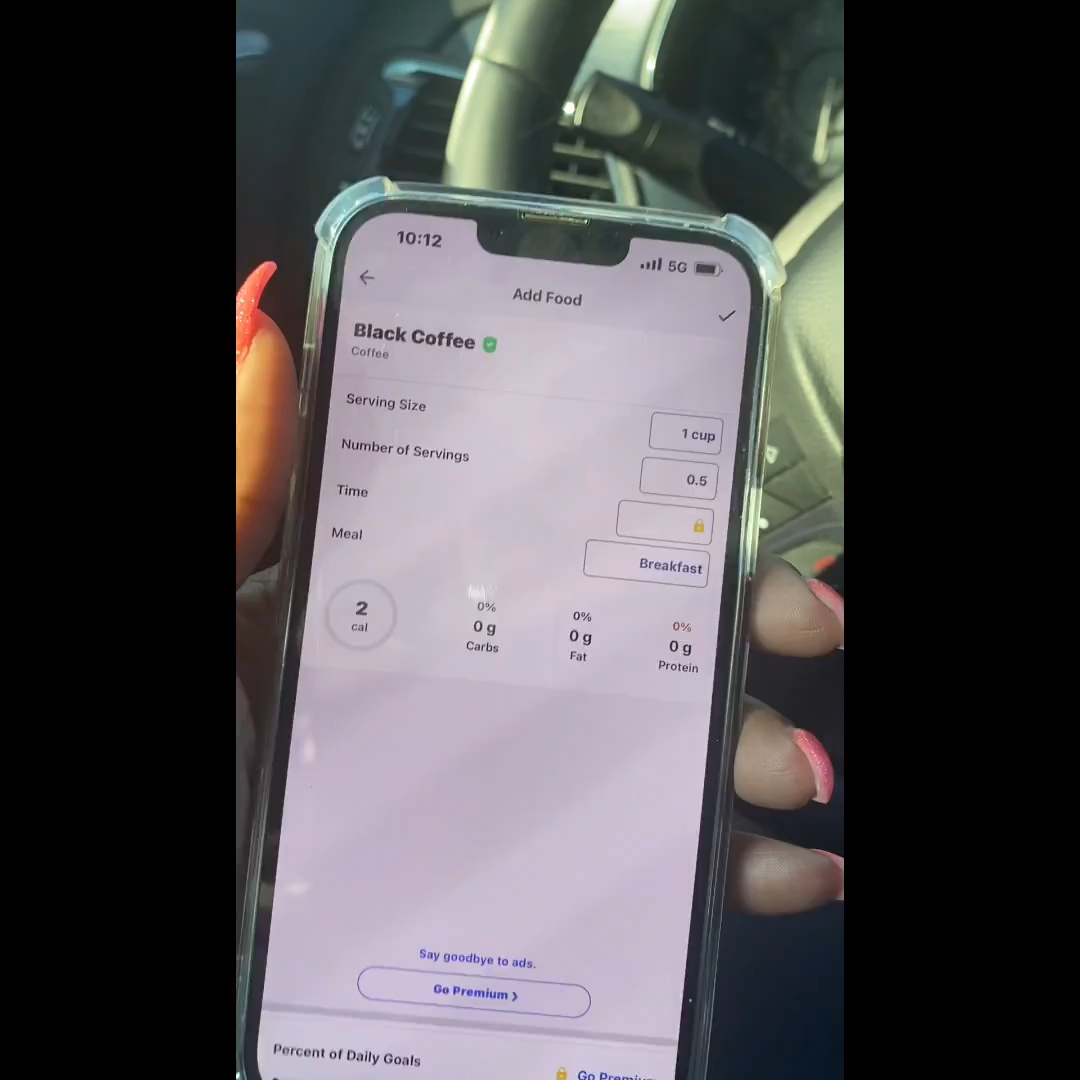 10:12
5G
Add Food
Black Coffee
Coffee
Serving Size
1 cup
Number of Servings
0.5
Time
Meal
Breakfast
2
cal
0%
0 g
Carbs
0%
0 g
Fat
0%
0 g
Protein
Say goodbye to ads.
Go Premium >
Percent of Daily Goals
Go Premium